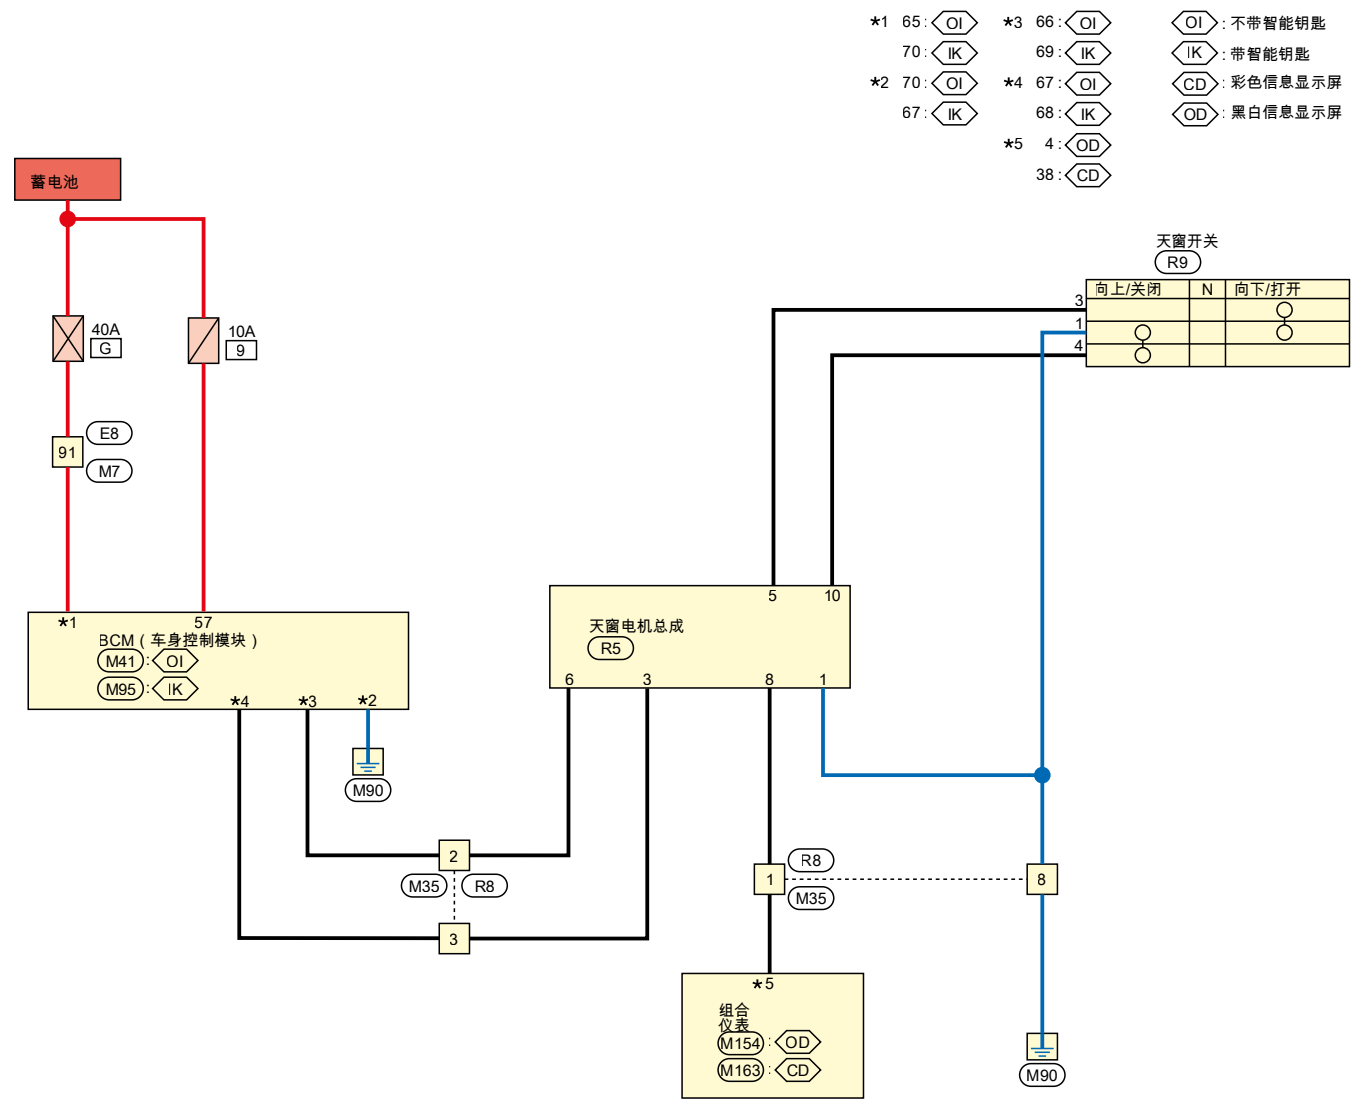 *1 65: OI *3 66: OI OI : 不带智能钥匙
70: IK 69: IK IK : 带智能钥匙
*2 70: OI *4 67: OI CD : 彩色信息显示屏
67: IK 68: IK OD : 黑白信息显示屏
*5 4: OD
38: CD
蓄电池
天窗开关
R9
向上/关闭 N 向下/打开
3
1
4
40A
G
10A
9
E8
91
M7
*1 57
BCM（车身控制模块）
M41 : OI
M95 : IK
*4 *3 *2
M90
5 10
天窗电机总成
R5
6 3 8 1
2
M35 R8
3
R8
1 8
M35
*5
组合
仪表
M154 : OD
M163 : CD
M90